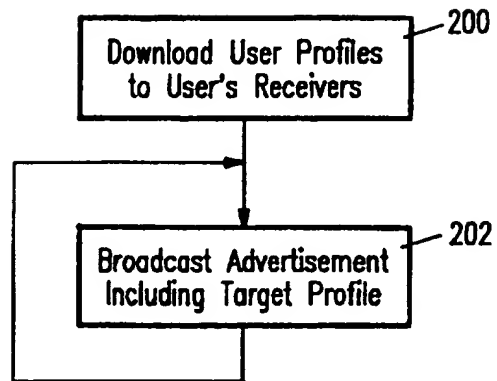 200
Download User Profiles
to User's Receivers
202
Broadcast Advertisement
Including Target Profile